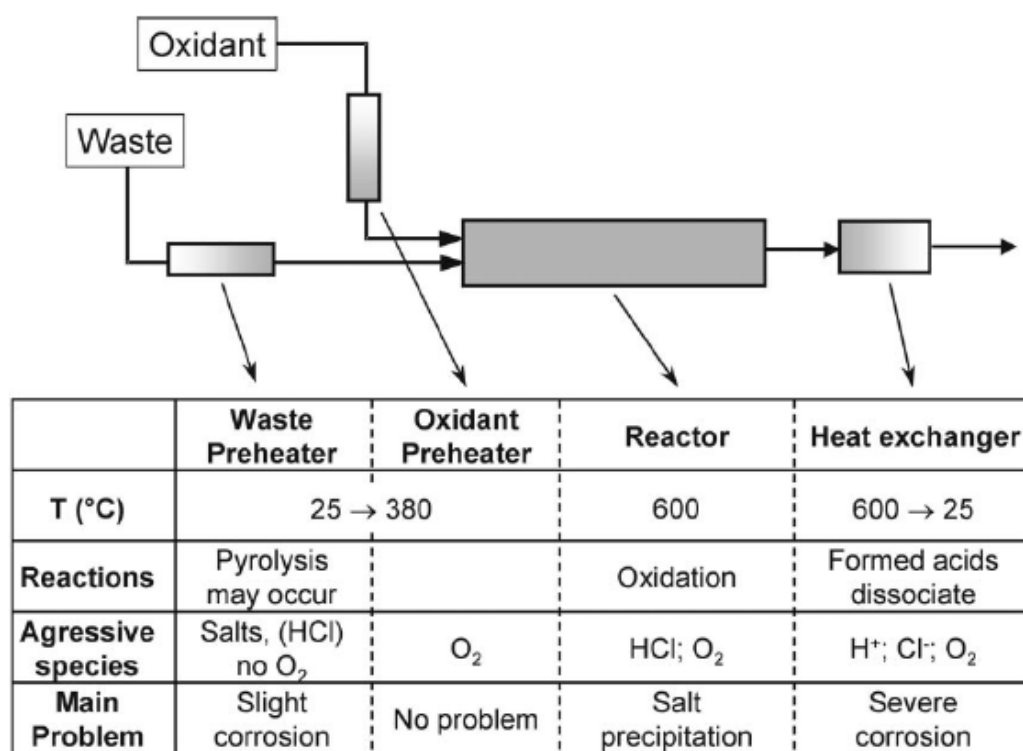 Oxidant
Waste
Waste Preheater
Oxidant Preheater
Reactor
Heat exchanger
T (°C)
25 → 380
600
600 → 25
Reactions
Pyrolysis may occur
Oxidation
Formed acids dissociate
Agressive species
Salts, (HCl) no O₂
O₂
HCl; O₂
H⁺; Cl⁻; O₂
Main Problem
Slight corrosion
No problem
Salt precipitation
Severe corrosion